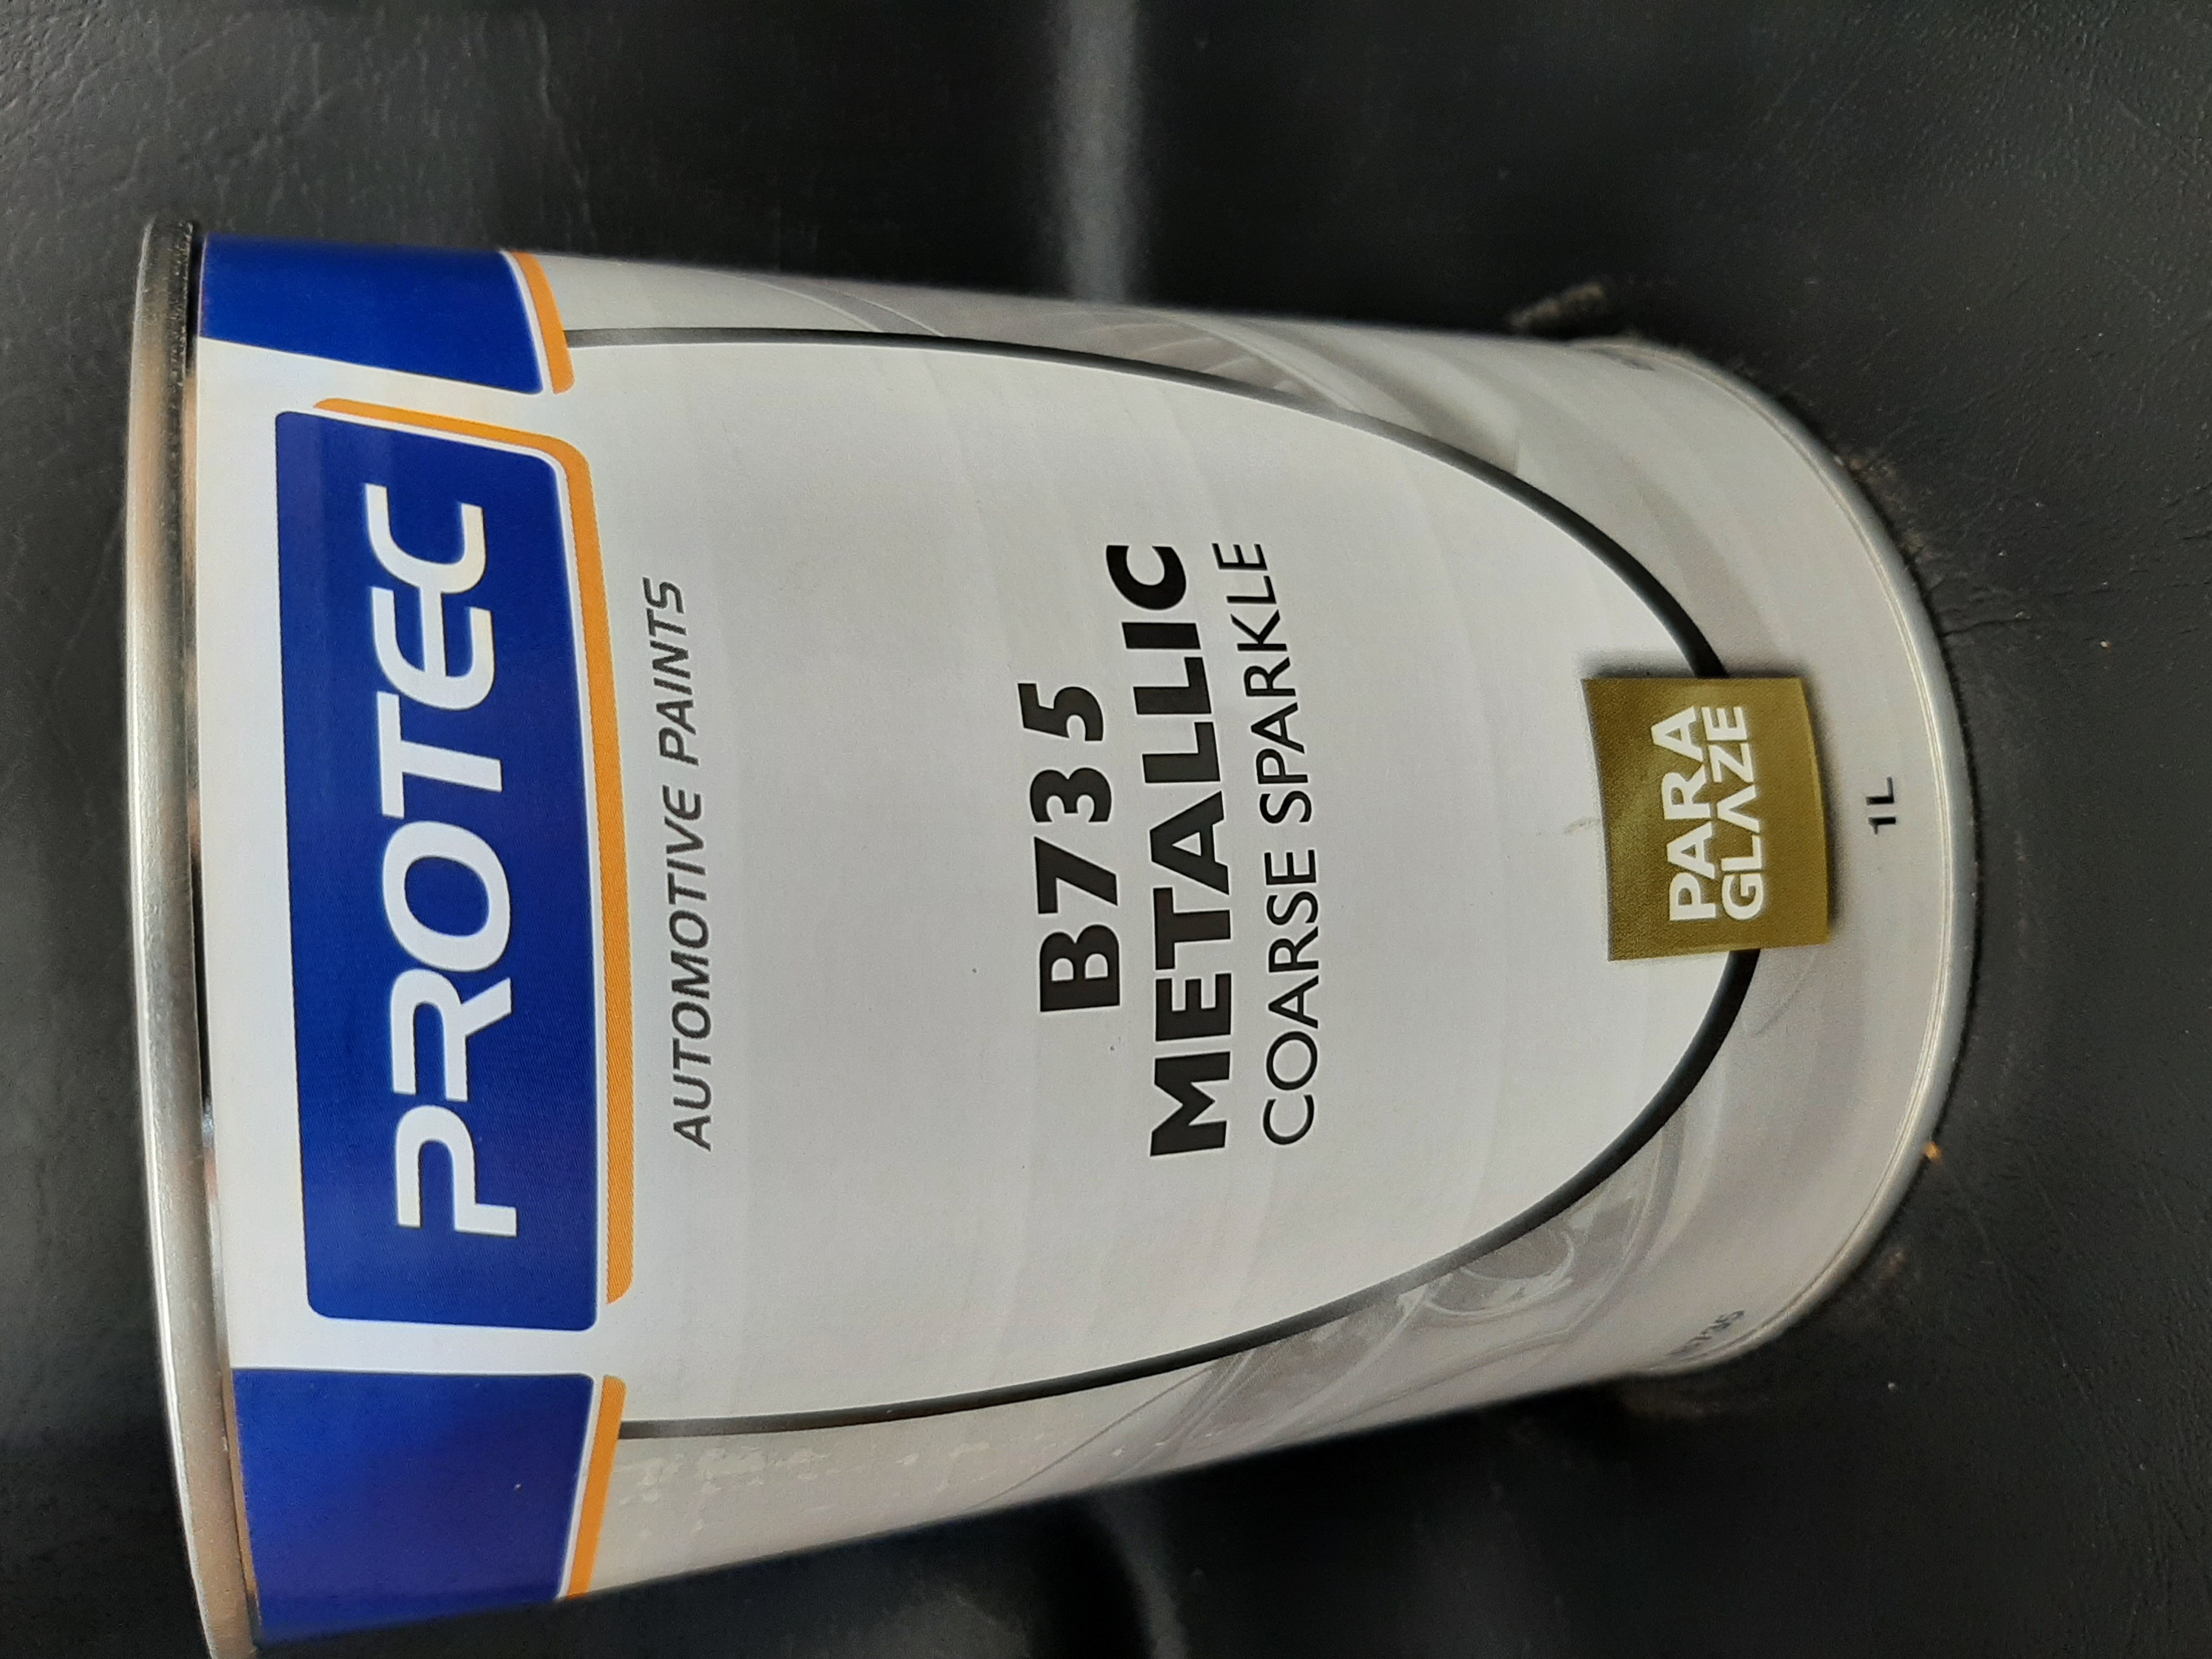 PROTEC
AUTOMOTIVE PAINTS
B735
METALLIC
COARSE SPARKLE
PARA
GLAZE
1L